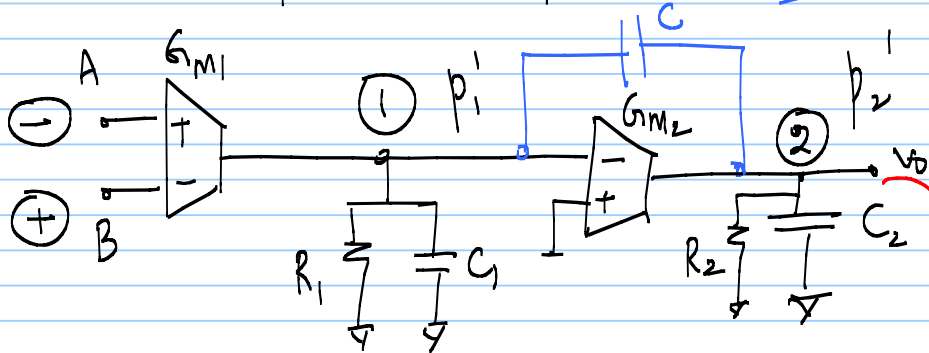 C
A
G_M1
1
p_1'
G_M2
2
p_2'
−
+
−
+
B
−
+
v_o
R_1
C_1
R_2
C_2